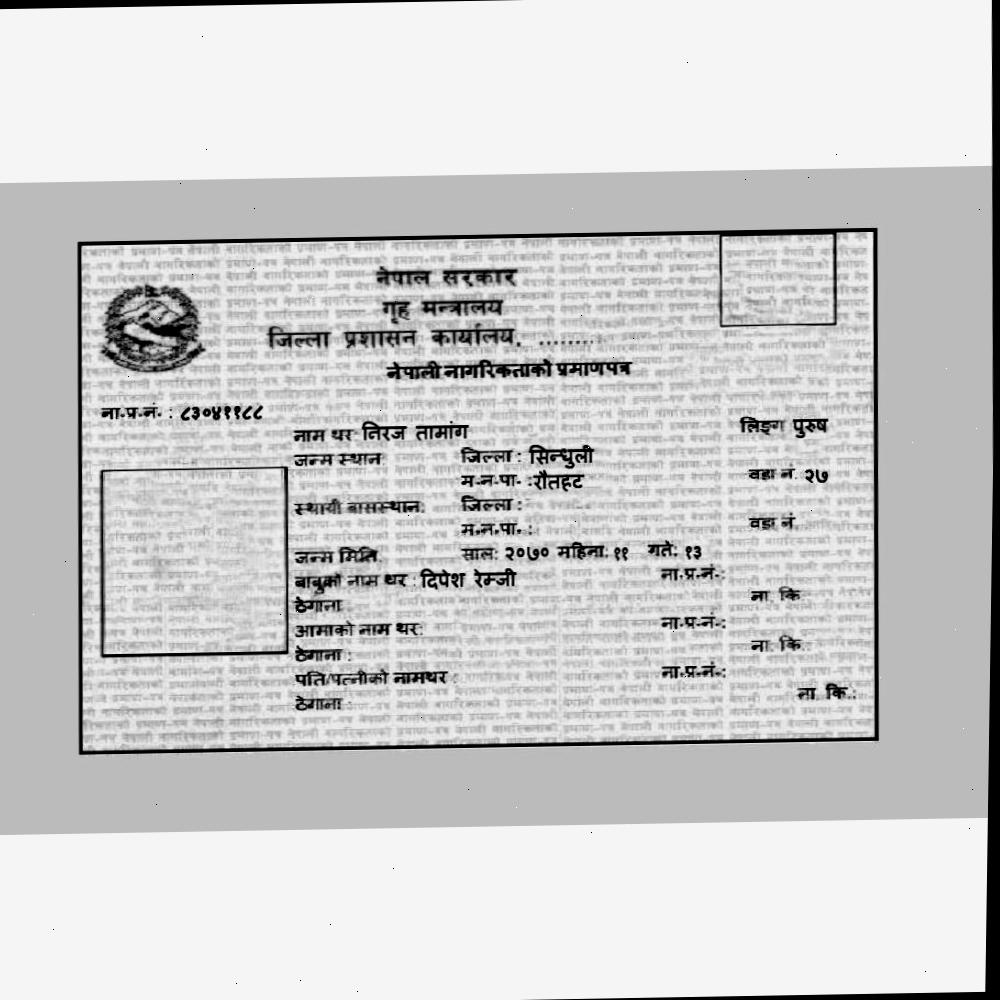 नेपाल सरकार
गृह मन्त्रालय
जिल्ला प्रशासन कार्यालय, ........
नेपाली नागरिकताको प्रमाणपत्र
ना.प्र.नं. : ८३०४११८८
नाम थर तिरज तामांग लिङ्ग पुरुष
जन्म स्थान जिल्ला : सिन्धुली
म.न.पा. :रौतहट वडा नं. २७
स्थायी बासस्थान: जिल्ला :
म.न.पा. : वडा नं
जन्म मिति. साल: २०७० महिना: ११ गते: १३
बाबुको नाम थर : दिपेश रेम्जी ना.प्र.नं.:
ठेगाना ना. कि.
आमाको नाम थर: ना.प्र.नं.:
ठेगाना : ना. कि.:
पति/पत्नीको नामथर : ना.प्र.नं.:
ठेगाना : ना. कि.: